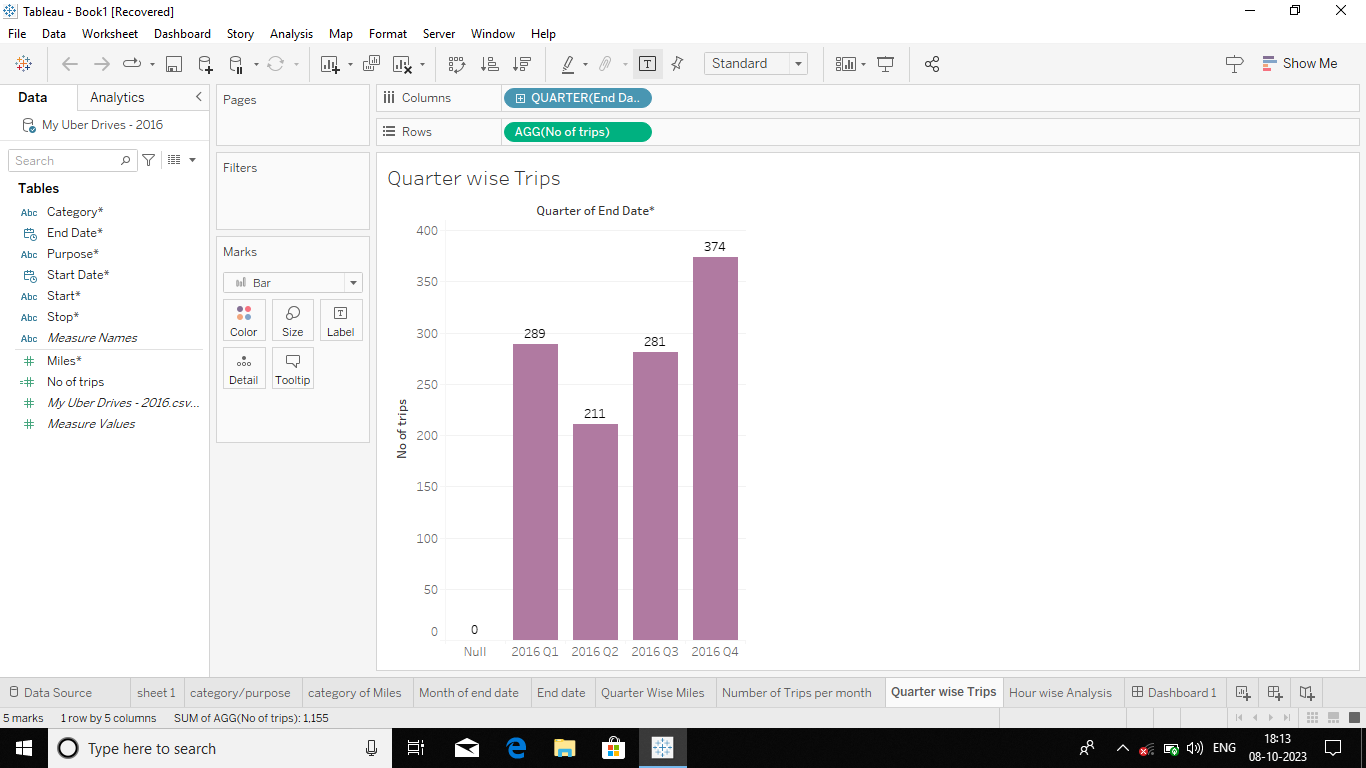 Tableau - Book1 [Recovered]
File Data Worksheet Dashboard Story Analysis Map Format Server Window Help
Standard
Show Me
Data Analytics
My Uber Drives - 2016
Search
Tables
Abc Category*
End Date*
Abc Purpose*
Start Date*
Abc Start*
Abc Stop*
Abc Measure Names
Miles*
No of trips
My Uber Drives - 2016.csv...
Measure Values
Pages
Filters
Marks
Bar
Color Size Label
Detail Tooltip
Columns QUARTER(End Da..
Rows AGG(No of trips)
Quarter wise Trips
Quarter of End Date*
No of trips
400
350
300
250
200
150
100
50
0
0 289 211 281 374
Null 2016 Q1 2016 Q2 2016 Q3 2016 Q4
Data Source sheet 1 category/purpose category of Miles Month of end date End date Quarter Wise Miles Number of Trips per month Quarter wise Trips Hour wise Analysis Dashboard 1
5 marks 1 row by 5 columns SUM of AGG(No of trips): 1,155
Type here to search
ENG
18:13
08-10-2023